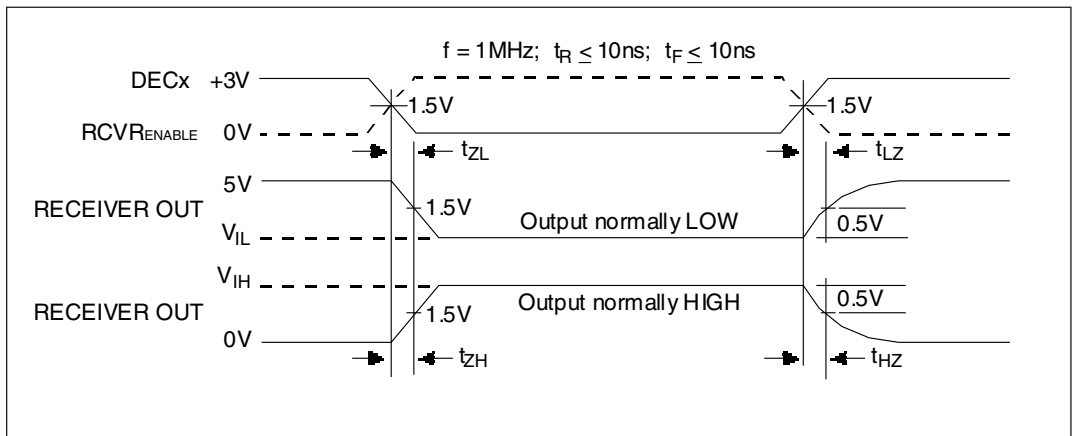 f = 1MHz; tR ≤ 10ns; tF ≤ 10ns
DECx +3V
1.5V 1.5V
RCVRENABLE 0V
tZL tLZ
5V
RECEIVER OUT 1.5V Output normally LOW 0.5V
VIL
VIH
RECEIVER OUT 1.5V Output normally HIGH 0.5V
0V
tZH tHZ